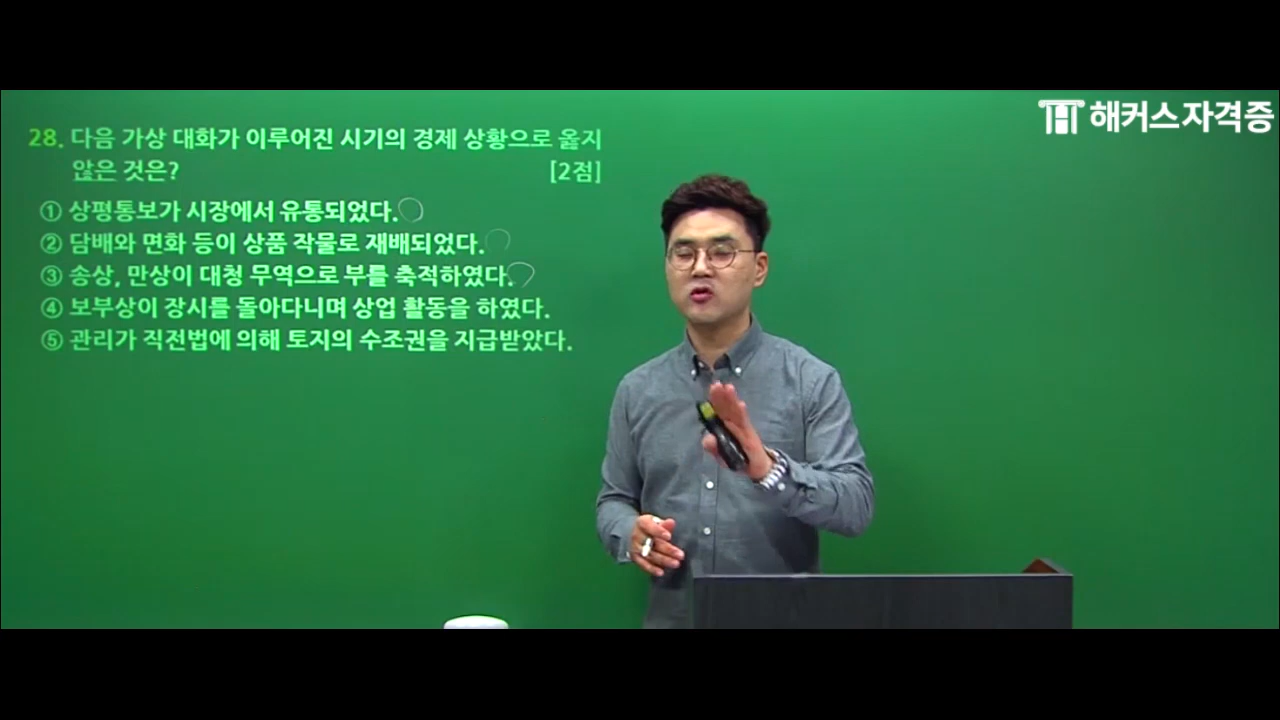 해커스자격증
28. 다음 가상 대화가 이루어진 시기의 경제 상황으로 옳지
않은 것은? [2점]
① 상평통보가 시장에서 유통되었다.
② 담배와 면화 등이 상품 작물로 재배되었다.
③ 송상, 만상이 대청 무역으로 부를 축적하였다.
④ 보부상이 장시를 돌아다니며 상업 활동을 하였다.
⑤ 관리가 직전법에 의해 토지의 수조권을 지급받았다.